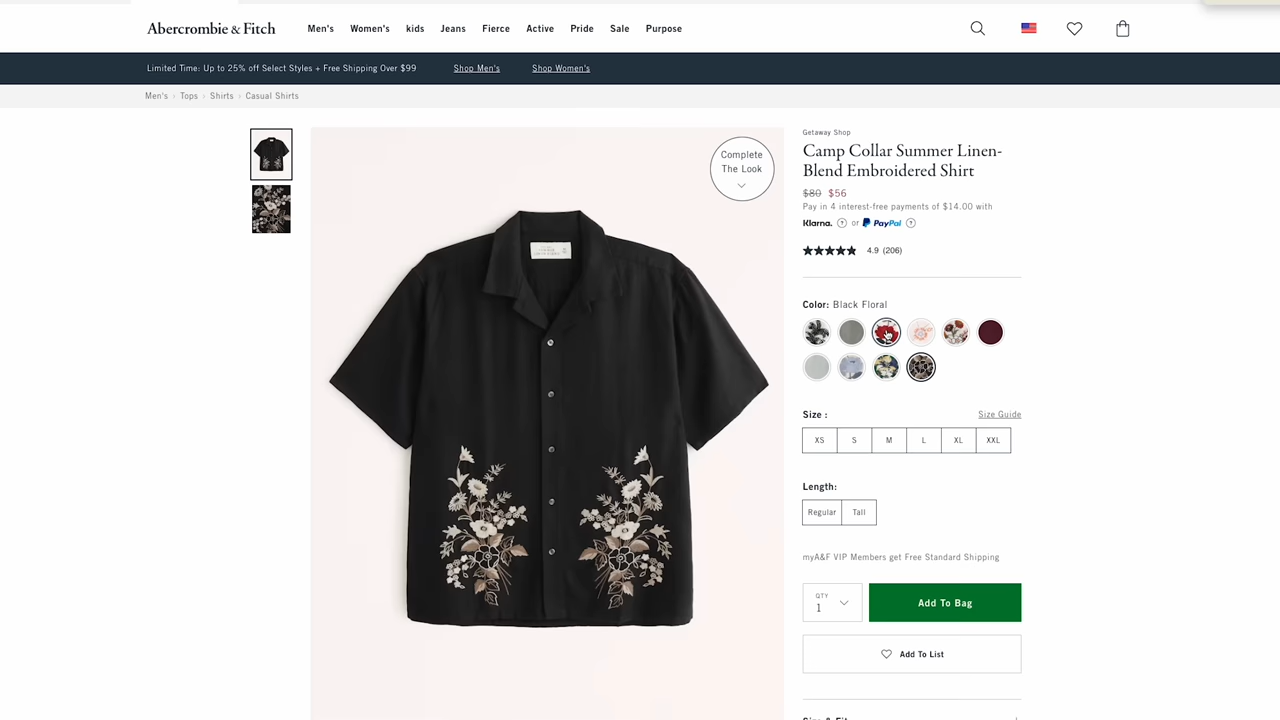 Abercrombie & Fitch
Men's Women's kids Jeans Fierce Active Pride Sale Purpose
Limited Time: Up to 25% off Select Styles + Free Shipping Over $99 Shop Men's Shop Women's
Men's › Tops › Shirts › Casual Shirts
Complete
The Look
Getaway Shop
Camp Collar Summer Linen-
Blend Embroidered Shirt
$80 $56
Pay in 4 interest-free payments of $14.00 with
Klarna. ? or PayPal ?
4.9 (206)
Color: Black Floral
Size : Size Guide
XS S M L XL XXL
Length:
Regular Tall
myA&F VIP Members get Free Standard Shipping
QTY
1
Add To Bag
Add To List
Size & Fit